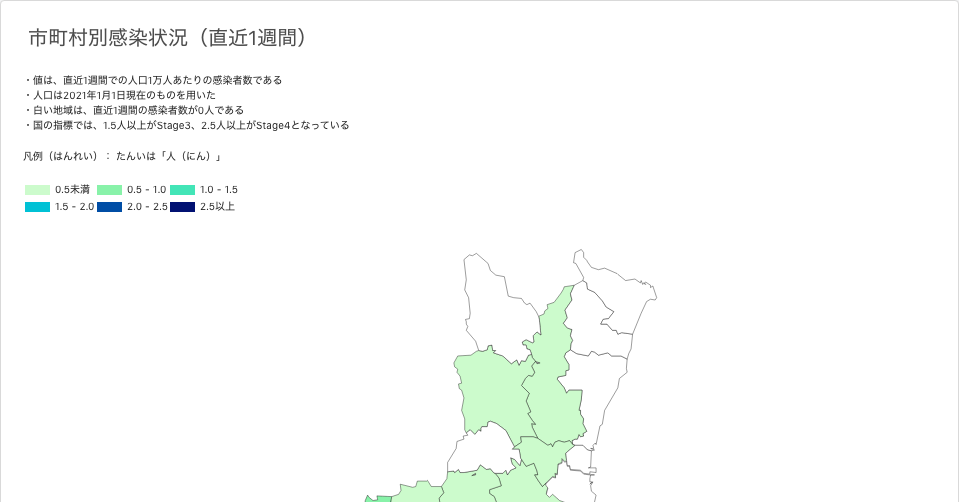 市町村別感染状況（直近1週間）
・値は、直近1週間での人口1万人あたりの感染者数である
・人口は2021年1月1日現在のものを用いた
・白い地域は、直近1週間の感染者数が0人である
・国の指標では、1.5人以上がStage3、2.5人以上がStage4となっている
凡例（はんれい）： たんいは「人（にん）」
0.5未満 0.5 - 1.0 1.0 - 1.5
1.5 - 2.0 2.0 - 2.5 2.5以上